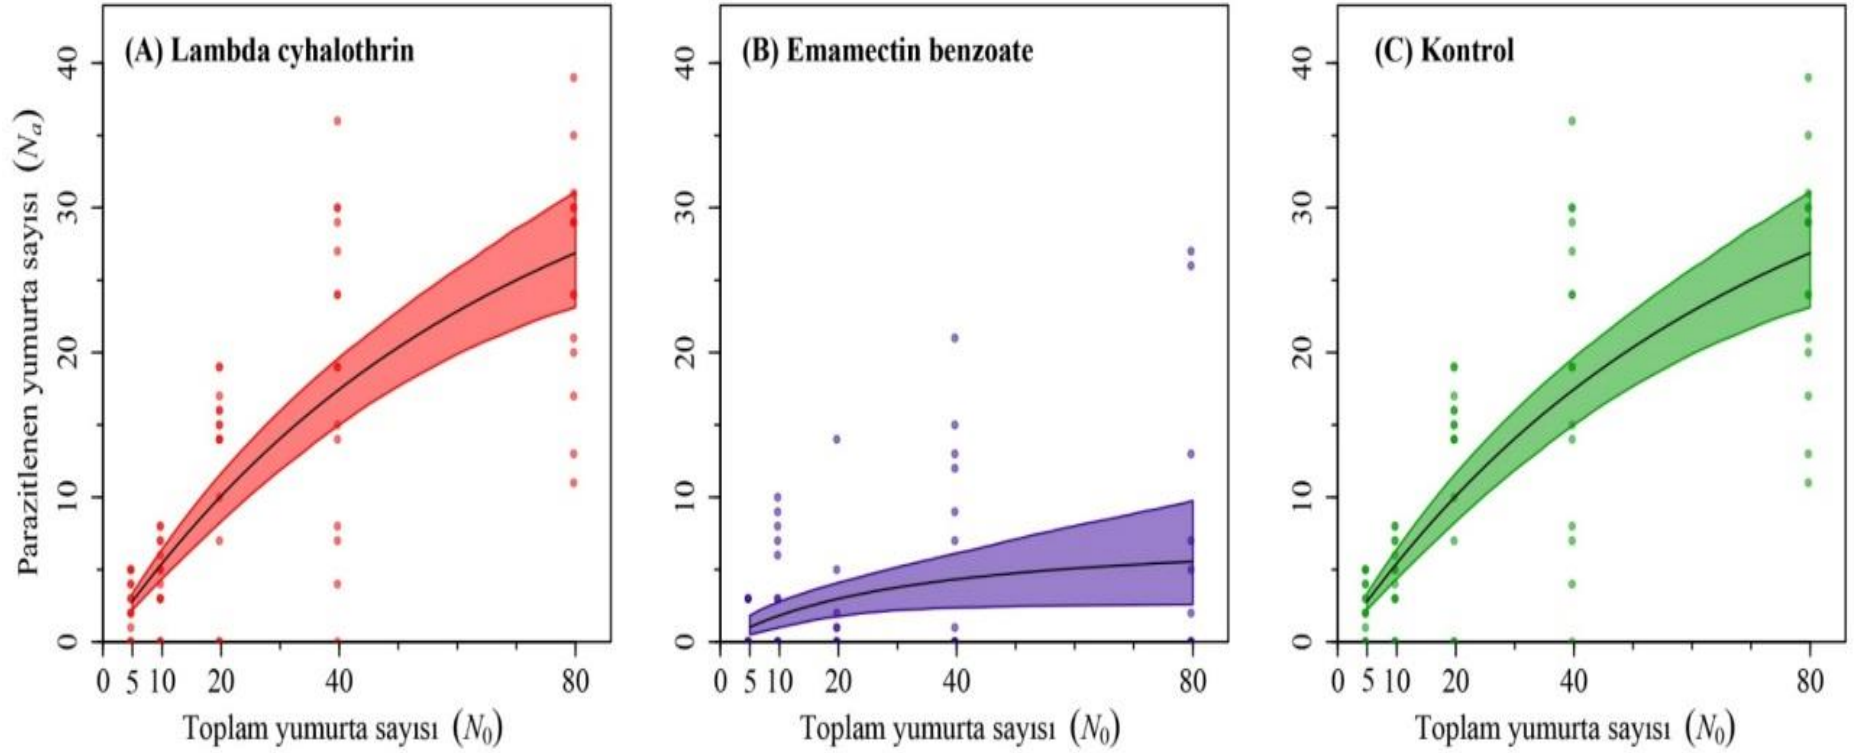 (A) Lambda cyhalothrin
Parazitlenen yumurta sayısı (Na)
40
30
20
10
0
0 5 10 20 40 80
Toplam yumurta sayısı (N0)
(B) Emamectin benzoate
40
30
20
10
0
0 5 10 20 40 80
Toplam yumurta sayısı (N0)
(C) Kontrol
40
30
20
10
0
0 5 10 20 40 80
Toplam yumurta sayısı (N0)